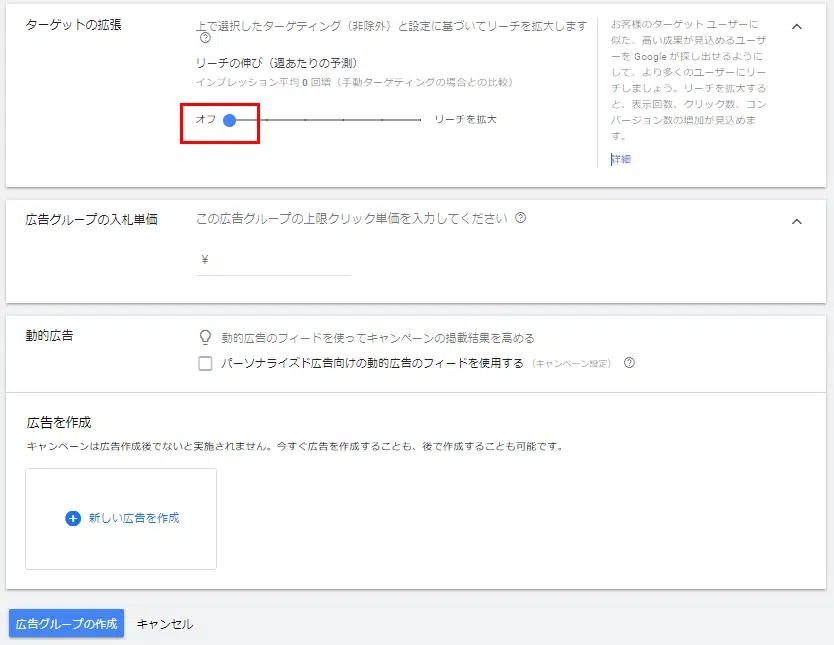 ターゲットの拡張
上で選択したターゲティング（非除外）と設定に基づいてリーチを拡大します
リーチの伸び（週あたりの予測）
インプレッション平均 0 回増（手動ターゲティングの場合との比較）
オフ
リーチを拡大
お客様のターゲット ユーザーに
似た、高い成果が見込めるユーザ
ーを Google が探し出せるように
して、より多くのユーザーにリー
チしましょう。リーチを拡大する
と、表示回数、クリック数、コン
バージョン数の増加が見込めま
す。
詳細
広告グループの入札単価
この広告グループの上限クリック単価を入力してください
¥
動的広告
動的広告のフィードを使ってキャンペーンの掲載結果を高める
パーソナライズド広告向けの動的広告のフィードを使用する（キャンペーン設定）
広告を作成
キャンペーンは広告作成後でないと実施されません。今すぐ広告を作成することも、後で作成することも可能です。
新しい広告を作成
広告グループの作成
キャンセル